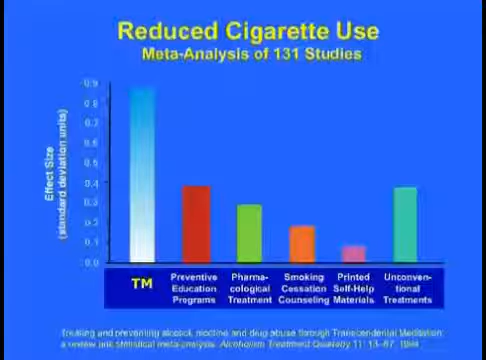 Reduced Cigarette Use
Meta-Analysis of 131 Studies
Effect Size
(standard deviation units)
0.9
0.8
0.7
0.6
0.5
0.4
0.3
0.2
0.1
0.0
TM
Preventive
Education
Programs
Pharma-
cological
Treatment
Smoking
Cessation
Counseling
Printed
Self-Help
Materials
Unconven-
tional
Treatments
Treating and preventing alcohol, nicotine and drug abuse through Transcendental Meditation:
a review and statistical meta-analysis. Alcoholism Treatment Quarterly 11: 13–87, 1994.